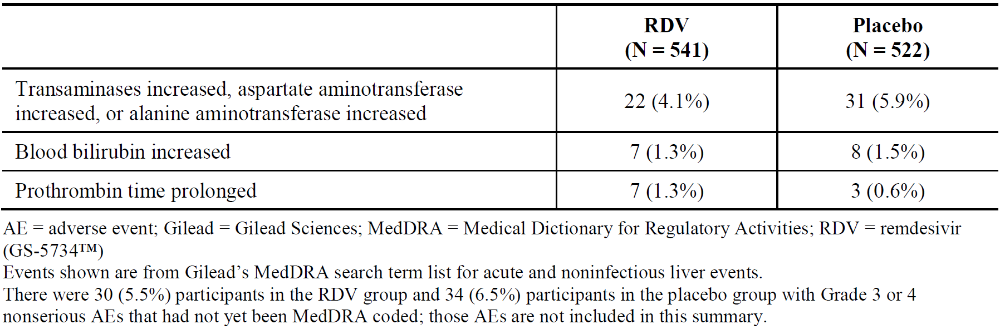 RDV Placebo
(N = 541) (N = 522)
Transaminases increased, aspartate aminotransferase
increased, or alanine aminotransferase increased
22 (4.1%) 31 (5.9%)
Blood bilirubin increased 7 (1.3%) 8 (1.5%)
Prothrombin time prolonged 7 (1.3%) 3 (0.6%)
AE = adverse event; Gilead = Gilead Sciences; MedDRA = Medical Dictionary for Regulatory Activities; RDV = remdesivir
(GS-5734™)
Events shown are from Gilead’s MedDRA search term list for acute and noninfectious liver events.
There were 30 (5.5%) participants in the RDV group and 34 (6.5%) participants in the placebo group with Grade 3 or 4
nonserious AEs that had not yet been MedDRA coded; those AEs are not included in this summary.